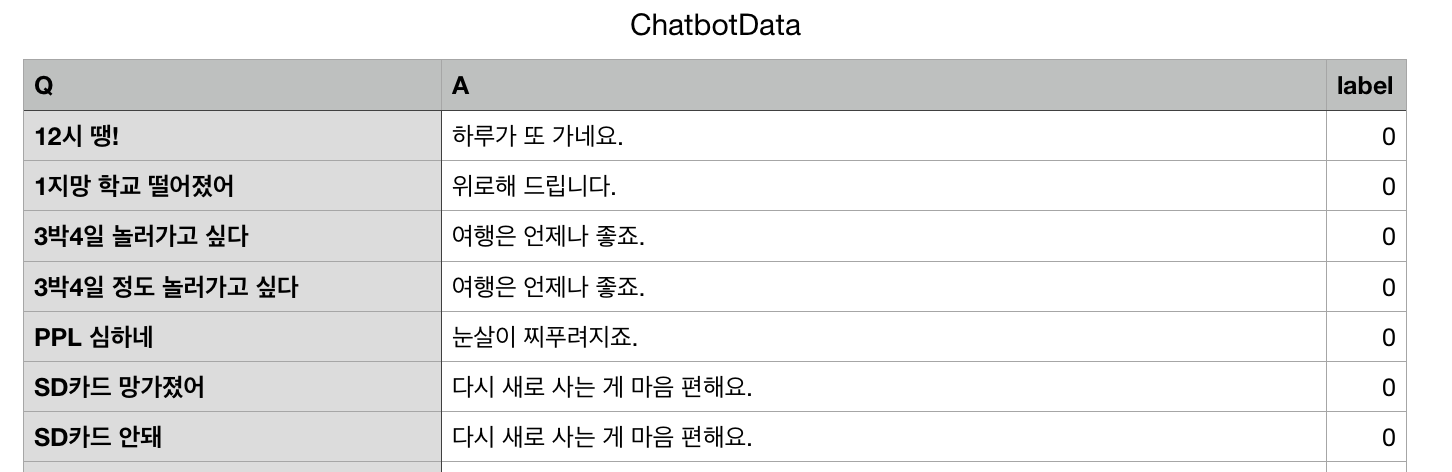 ChatbotData
Q A label
12시 땡! 하루가 또 가네요. 0
1지망 학교 떨어졌어 위로해 드립니다. 0
3박4일 놀러가고 싶다 여행은 언제나 좋죠. 0
3박4일 정도 놀러가고 싶다 여행은 언제나 좋죠. 0
PPL 심하네 눈살이 찌푸려지죠. 0
SD카드 망가졌어 다시 새로 사는 게 마음 편해요. 0
SD카드 안돼 다시 새로 사는 게 마음 편해요. 0